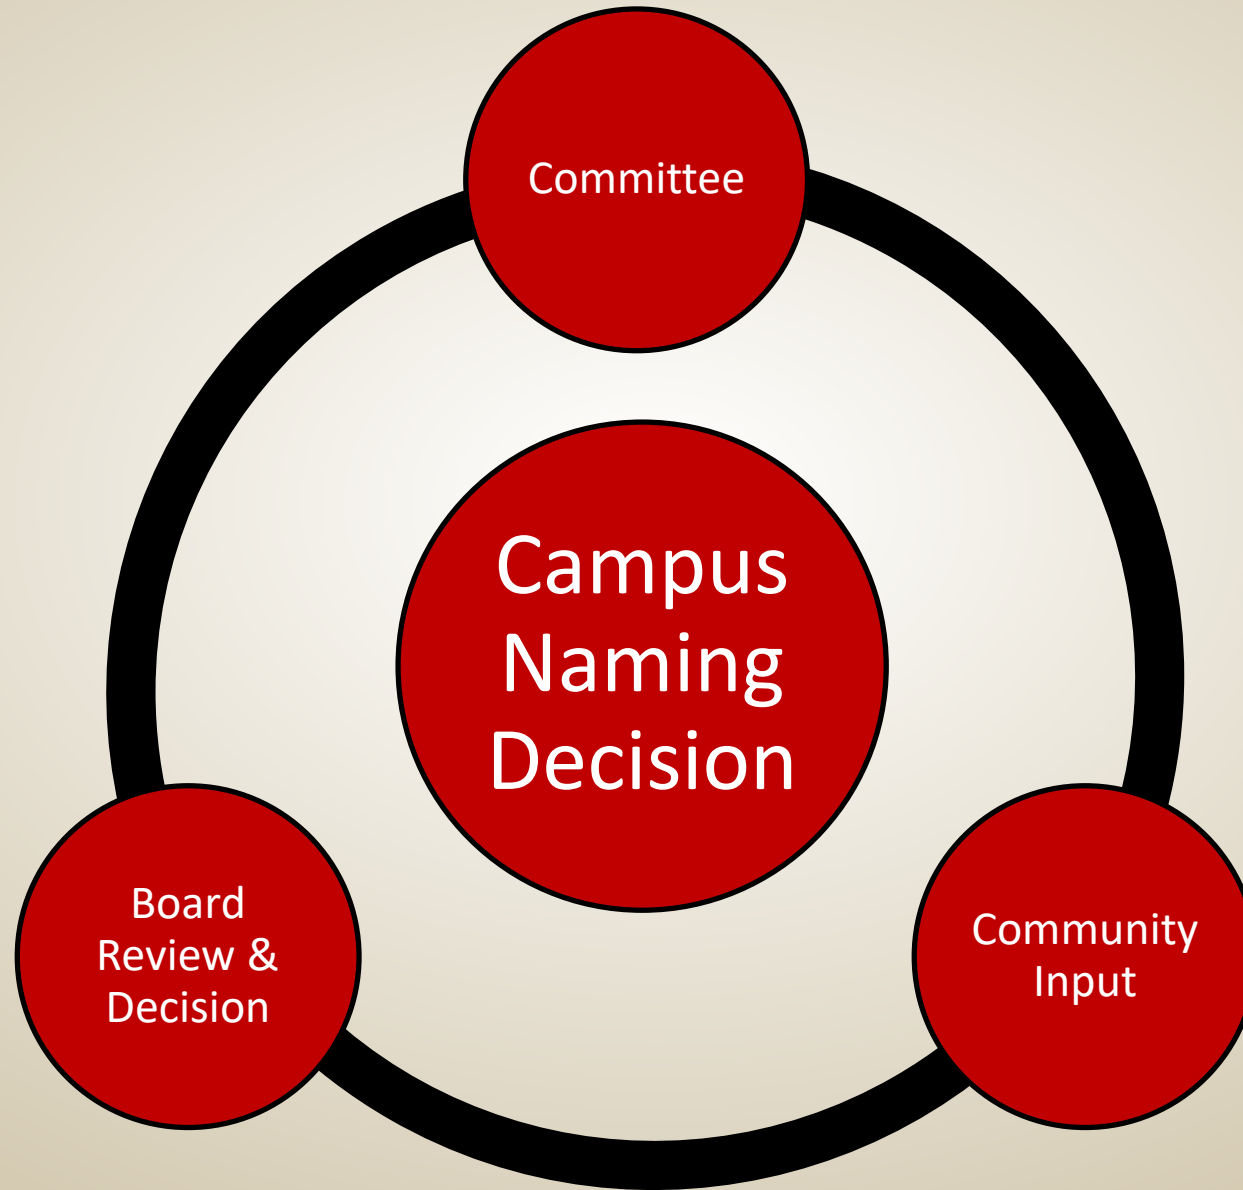 Committee
Campus
Naming
Decision
Board
Review &
Decision
Community
Input